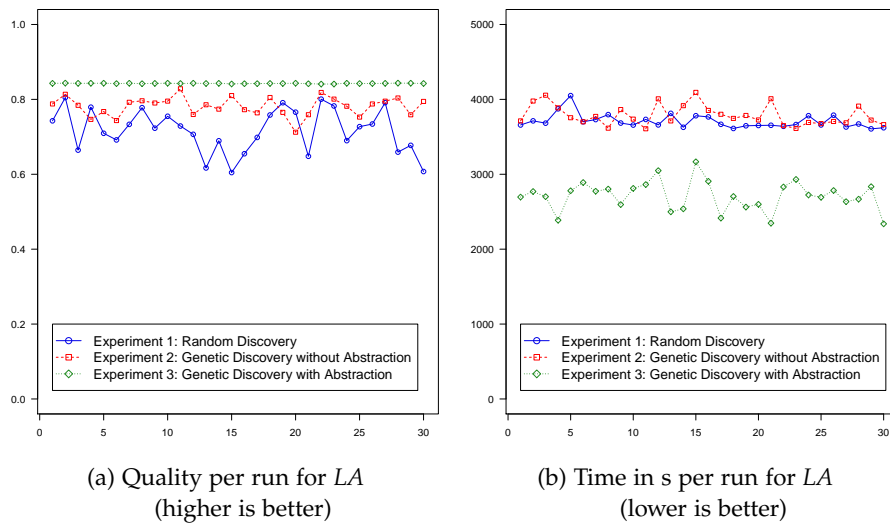 1.0
0.8
0.6
0.4
0.2
0.0
Experiment 1: Random Discovery
Experiment 2: Genetic Discovery without Abstraction
Experiment 3: Genetic Discovery with Abstraction
0 5 10 15 20 25 30
(a) Quality per run for LA
(higher is better)
5000
4000
3000
2000
1000
0
Experiment 1: Random Discovery
Experiment 2: Genetic Discovery without Abstraction
Experiment 3: Genetic Discovery with Abstraction
0 5 10 15 20 25 30
(b) Time in s per run for LA
(lower is better)